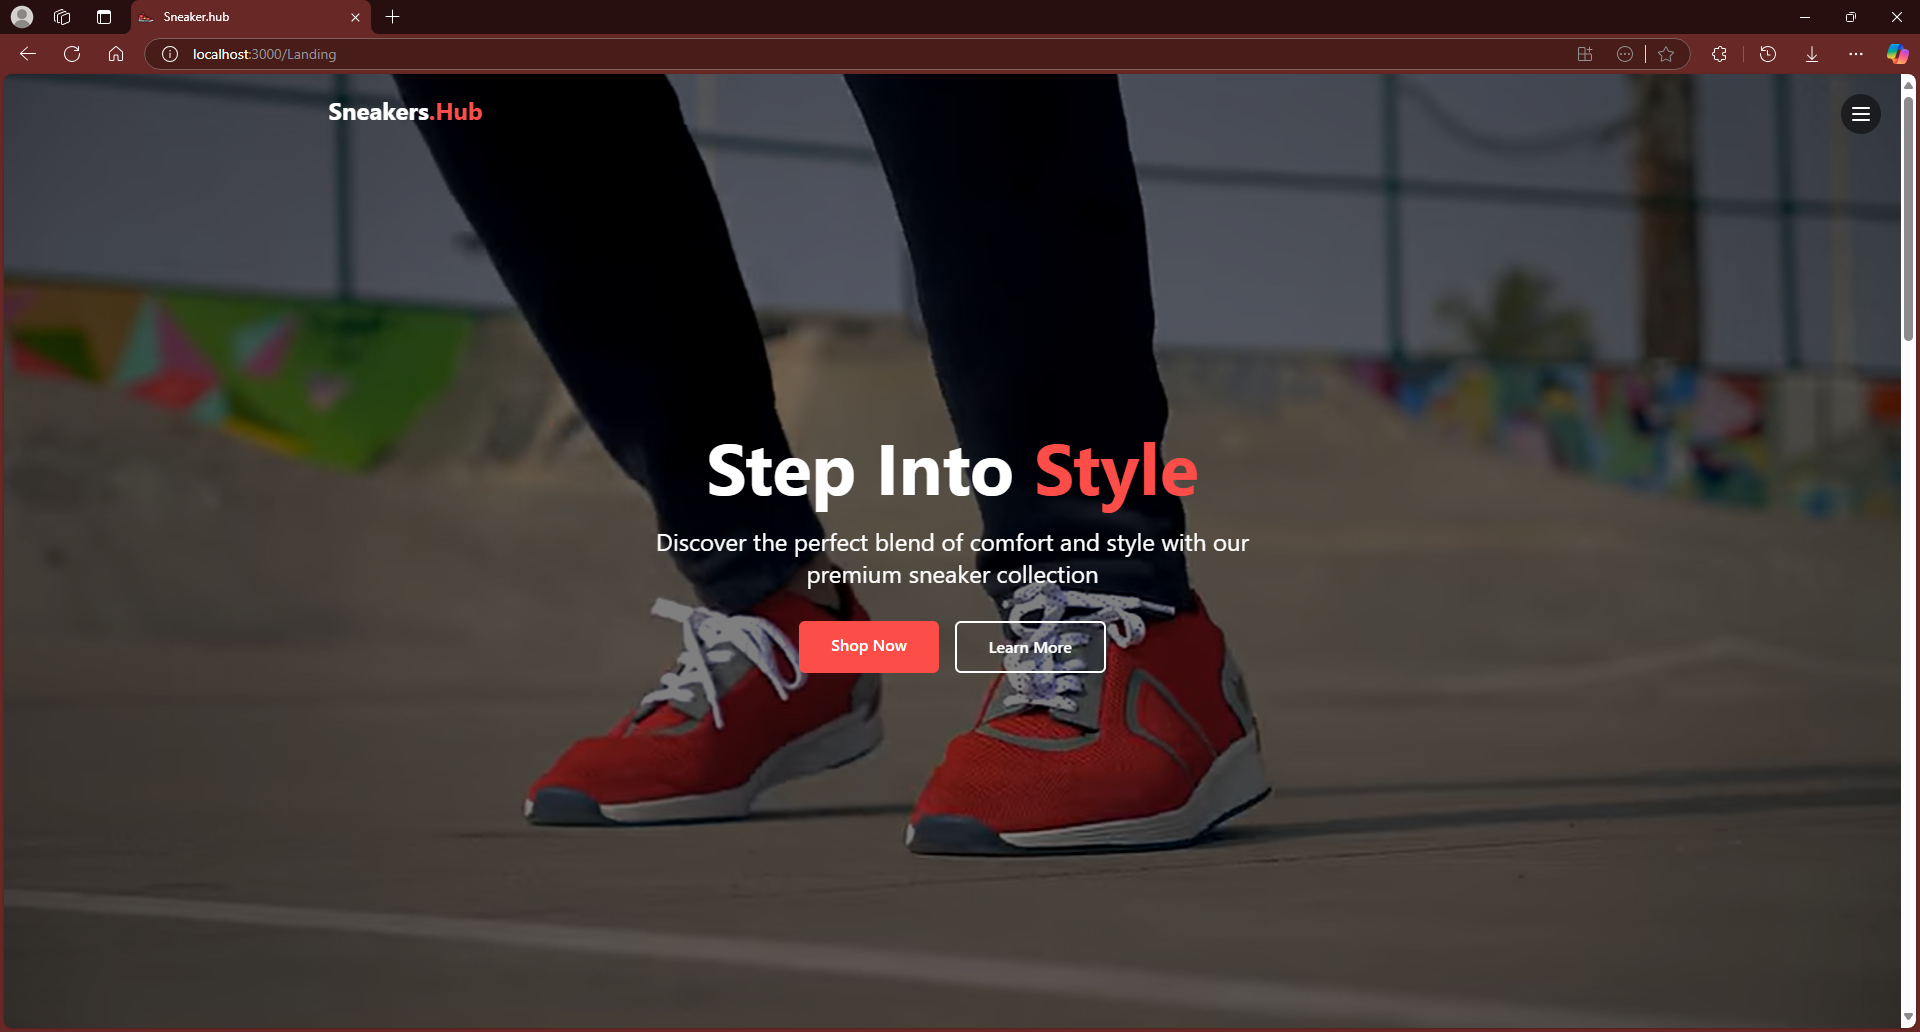 Sneaker.hub
localhost:3000/Landing
Sneakers.Hub
Step Into Style
Discover the perfect blend of comfort and style with our
premium sneaker collection
Shop Now
Learn More